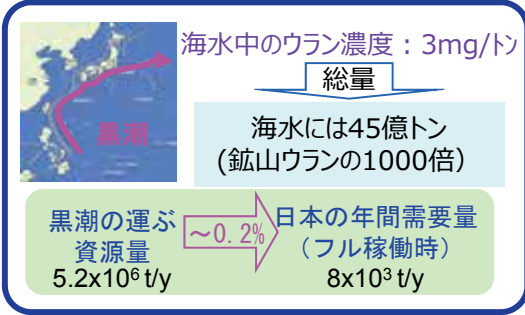 海水中のウラン濃度：3mg/トン
総量
黒潮
海水には45億トン
(鉱山ウランの1000倍）
黒潮の運ぶ
資源量
5.2x10⁶ t/y
～0.2%
日本の年間需要量
（フル稼働時）
8x10³ t/y